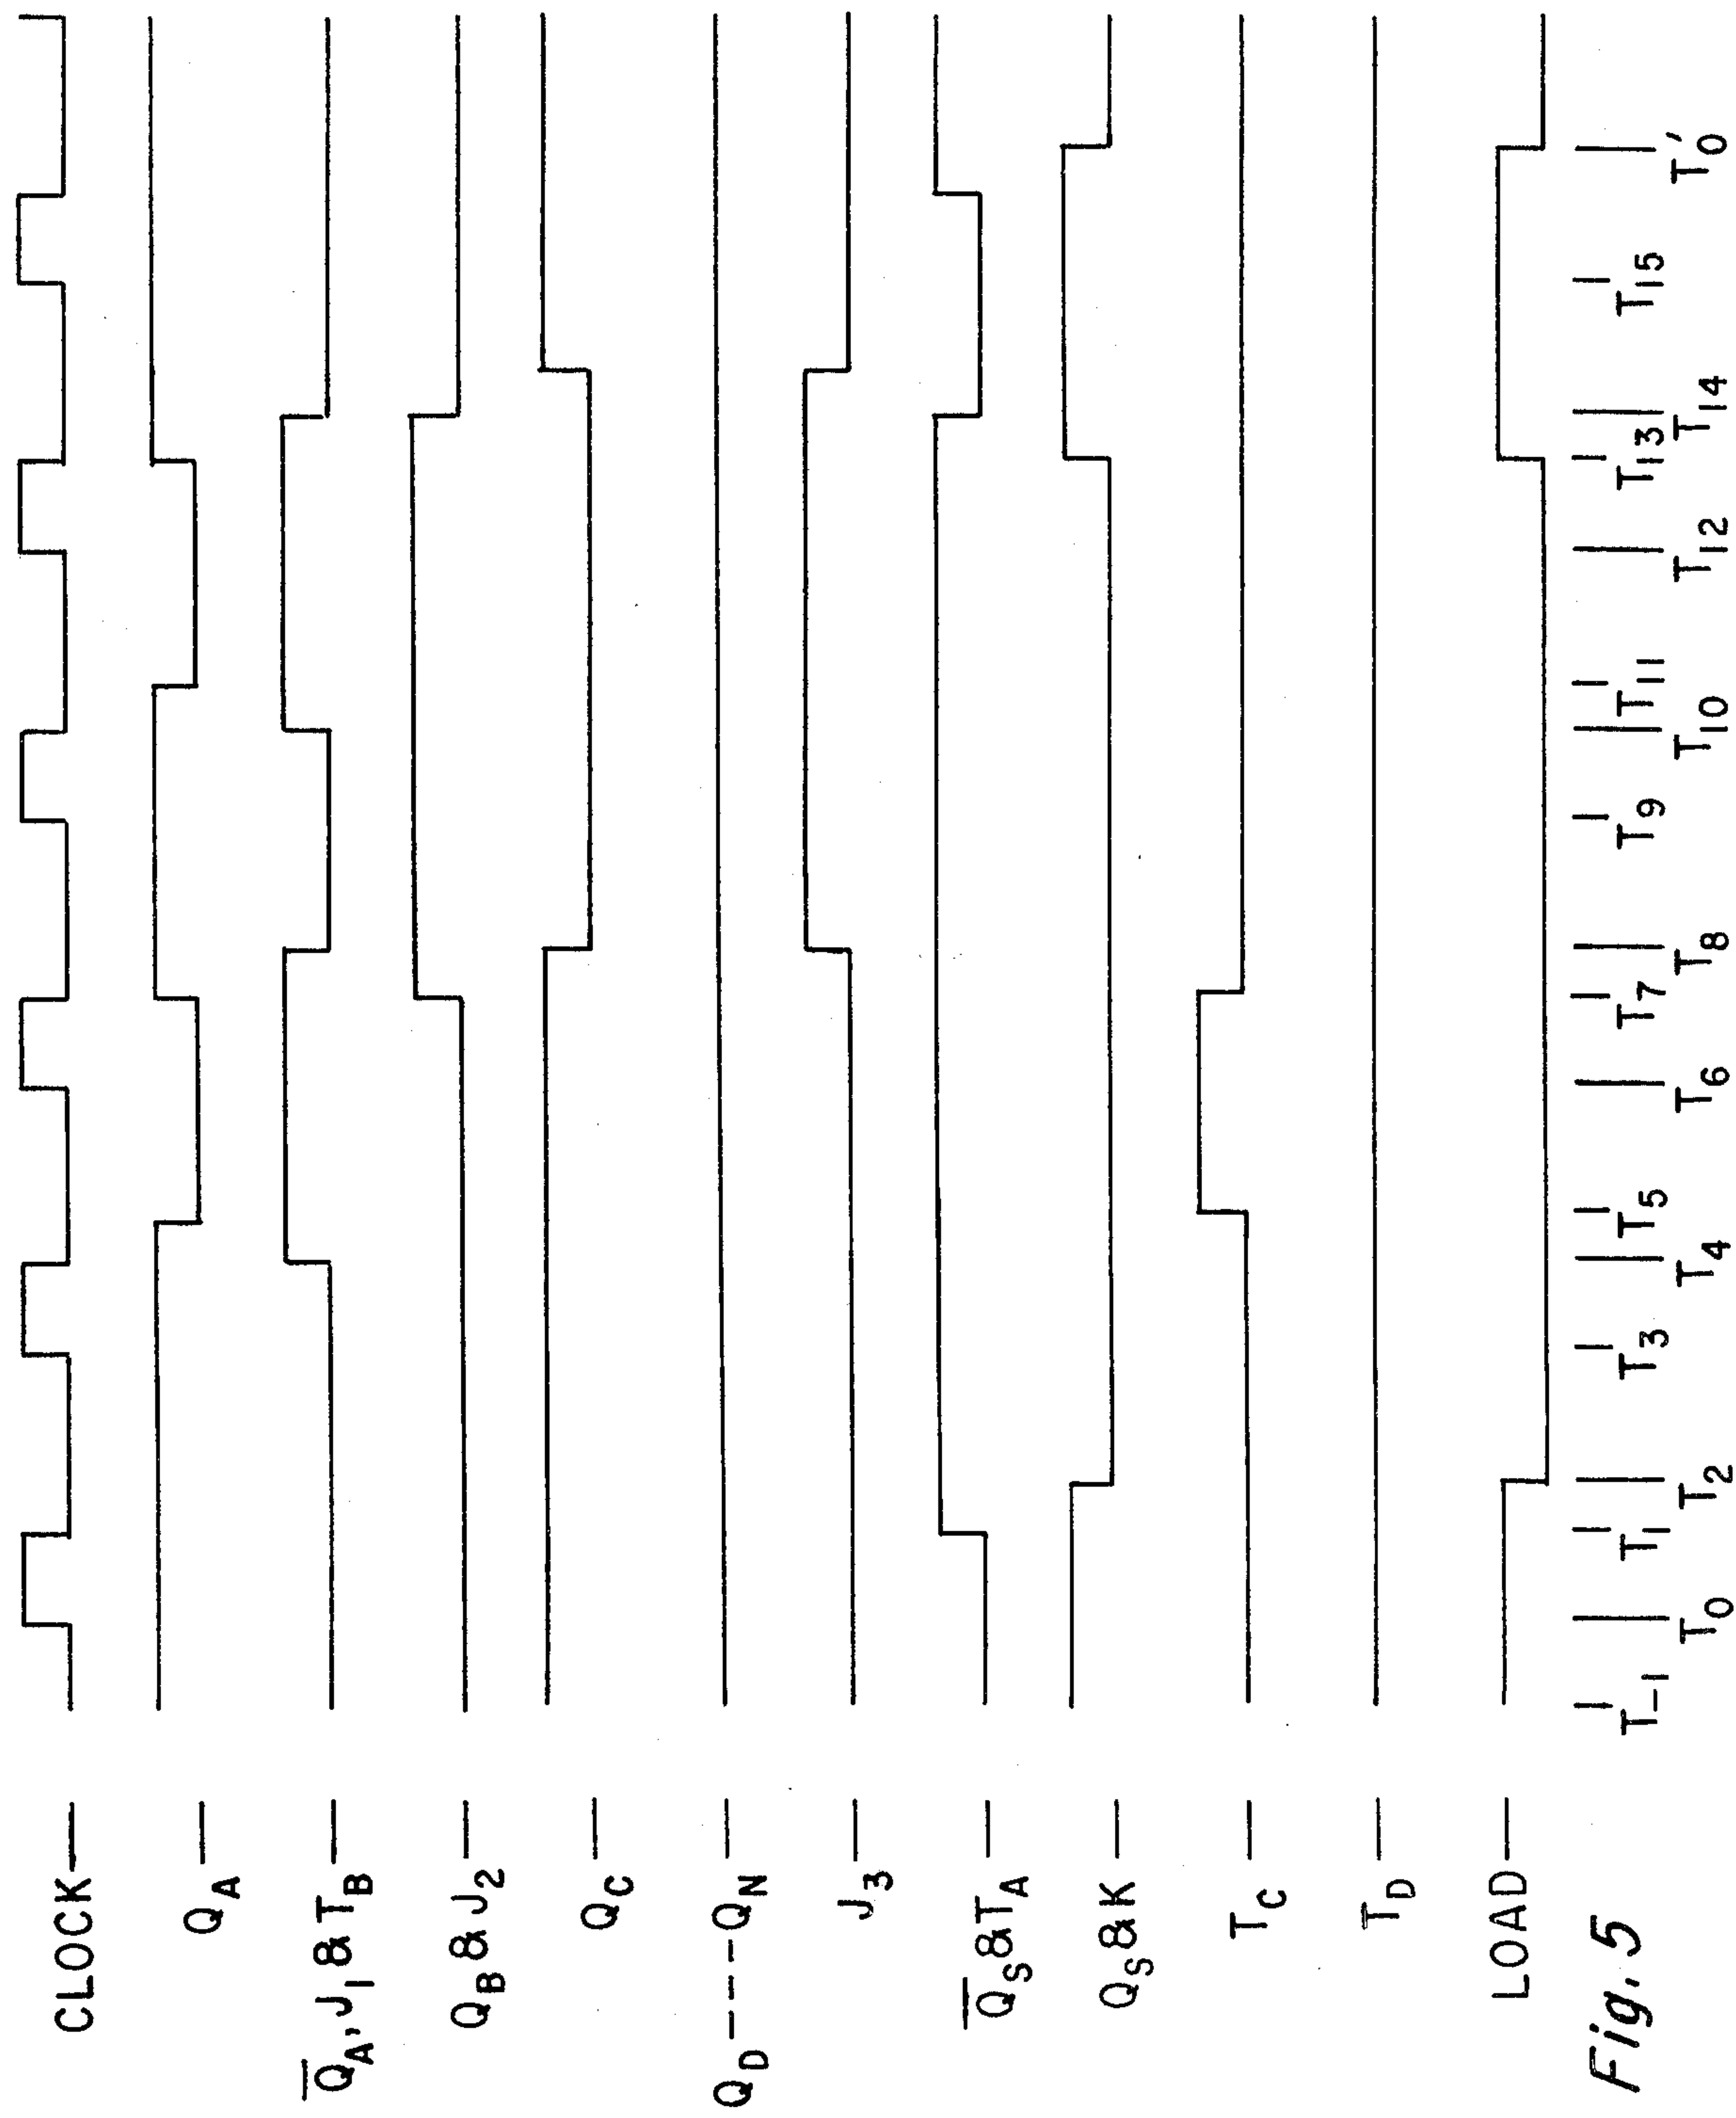 CLOCK
Q_A
Q̅_A, J_1 & T_B
Q_B & J_2
Q_C
Q_D ---- Q_N
J_3
Q̅_S & T_A
Q_S & K
T_C
T_D
LOAD
T_-1 T_0 T_1 T_2 T_3 T_4 T_5 T_6 T_7 T_8 T_9 T_10 T_11 T_12 T_13 T_14 T_15 T_0'
Fig. 5